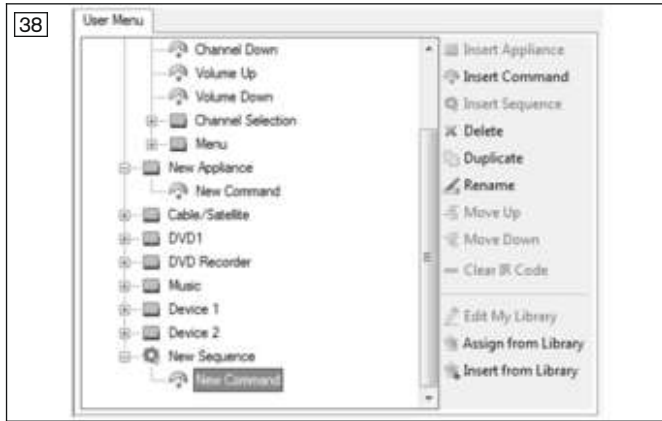 38
User Menu
Channel Down
Volume Up
Volume Down
Channel Selection
Menu
New Appliance
New Command
Cable/Satellite
DVD1
DVD Recorder
Music
Device 1
Device 2
New Sequence
New Command
Insert Appliance
Insert Command
Insert Sequence
Delete
Duplicate
Rename
Move Up
Move Down
Clear IR Code
Edit My Library
Assign from Library
Insert from Library